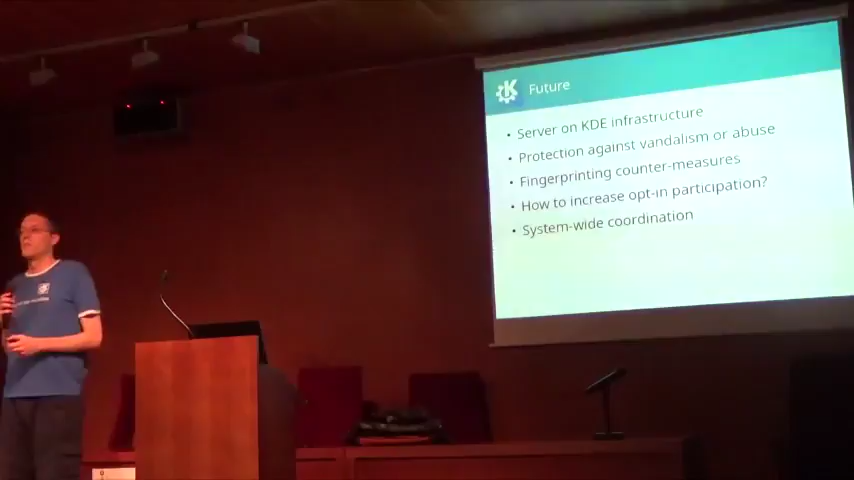 K
Future
• Server on KDE infrastructure
• Protection against vandalism or abuse
• Fingerprinting counter-measures
• How to increase opt-in participation?
• System-wide coordination